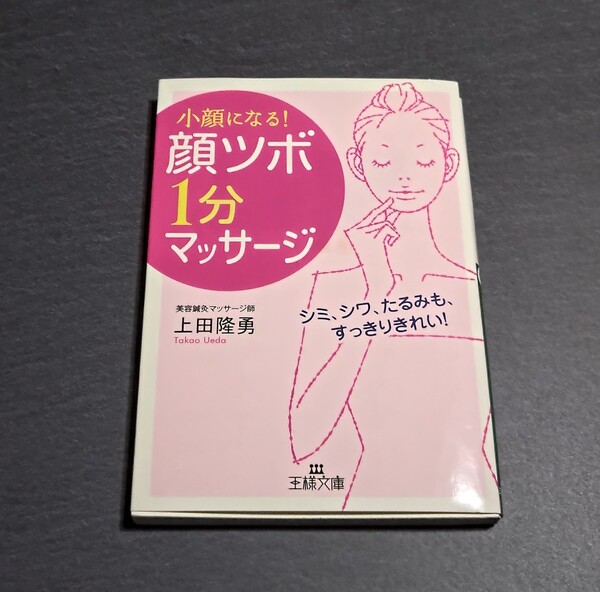 小顔になる!
顔ツボ
1分
マッサージ
シミ、シワ、たるみも、
すっきりきれい!
美容鍼灸マッサージ師
上田隆勇
Takao Ueda
王様文庫